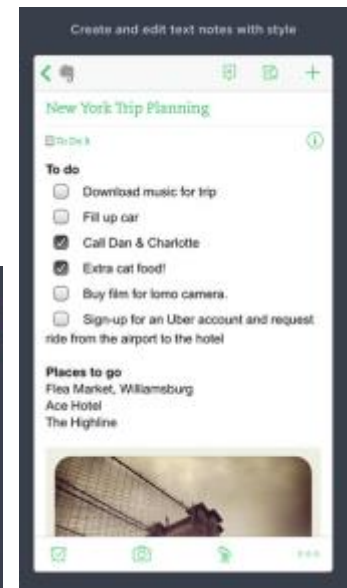 Create and edit text notes with style
New York Trip Planning
To Do's
To do
Download music for trip
Fill up car
Call Dan & Charlotte
Extra cat food!
Buy film for lomo camera.
Sign-up for an Uber account and request
ride from the airport to the hotel
Places to go
Flea Market, Williamsburg
Ace Hotel
The Highline